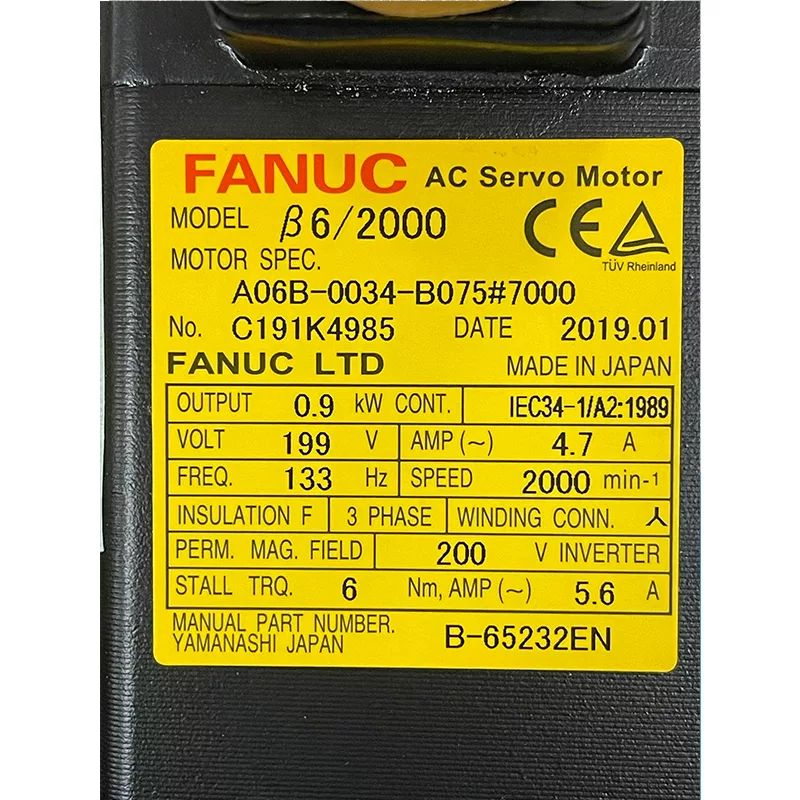 FANUC AC Servo Motor
MODEL β6/2000
TÜV Rheinland
MOTOR SPEC.
A06B-0034-B075#7000
No. C191K4985 DATE 2019.01
FANUC LTD MADE IN JAPAN
OUTPUT 0.9 kW CONT. IEC34-1/A2:1989
VOLT 199 V AMP (~) 4.7 A
FREQ. 133 Hz SPEED 2000 min-1
INSULATION F 3 PHASE WINDING CONN. 人
PERM. MAG. FIELD 200 V INVERTER
STALL TRQ. 6 Nm, AMP (~) 5.6 A
MANUAL PART NUMBER.
YAMANASHI JAPAN B-65232EN